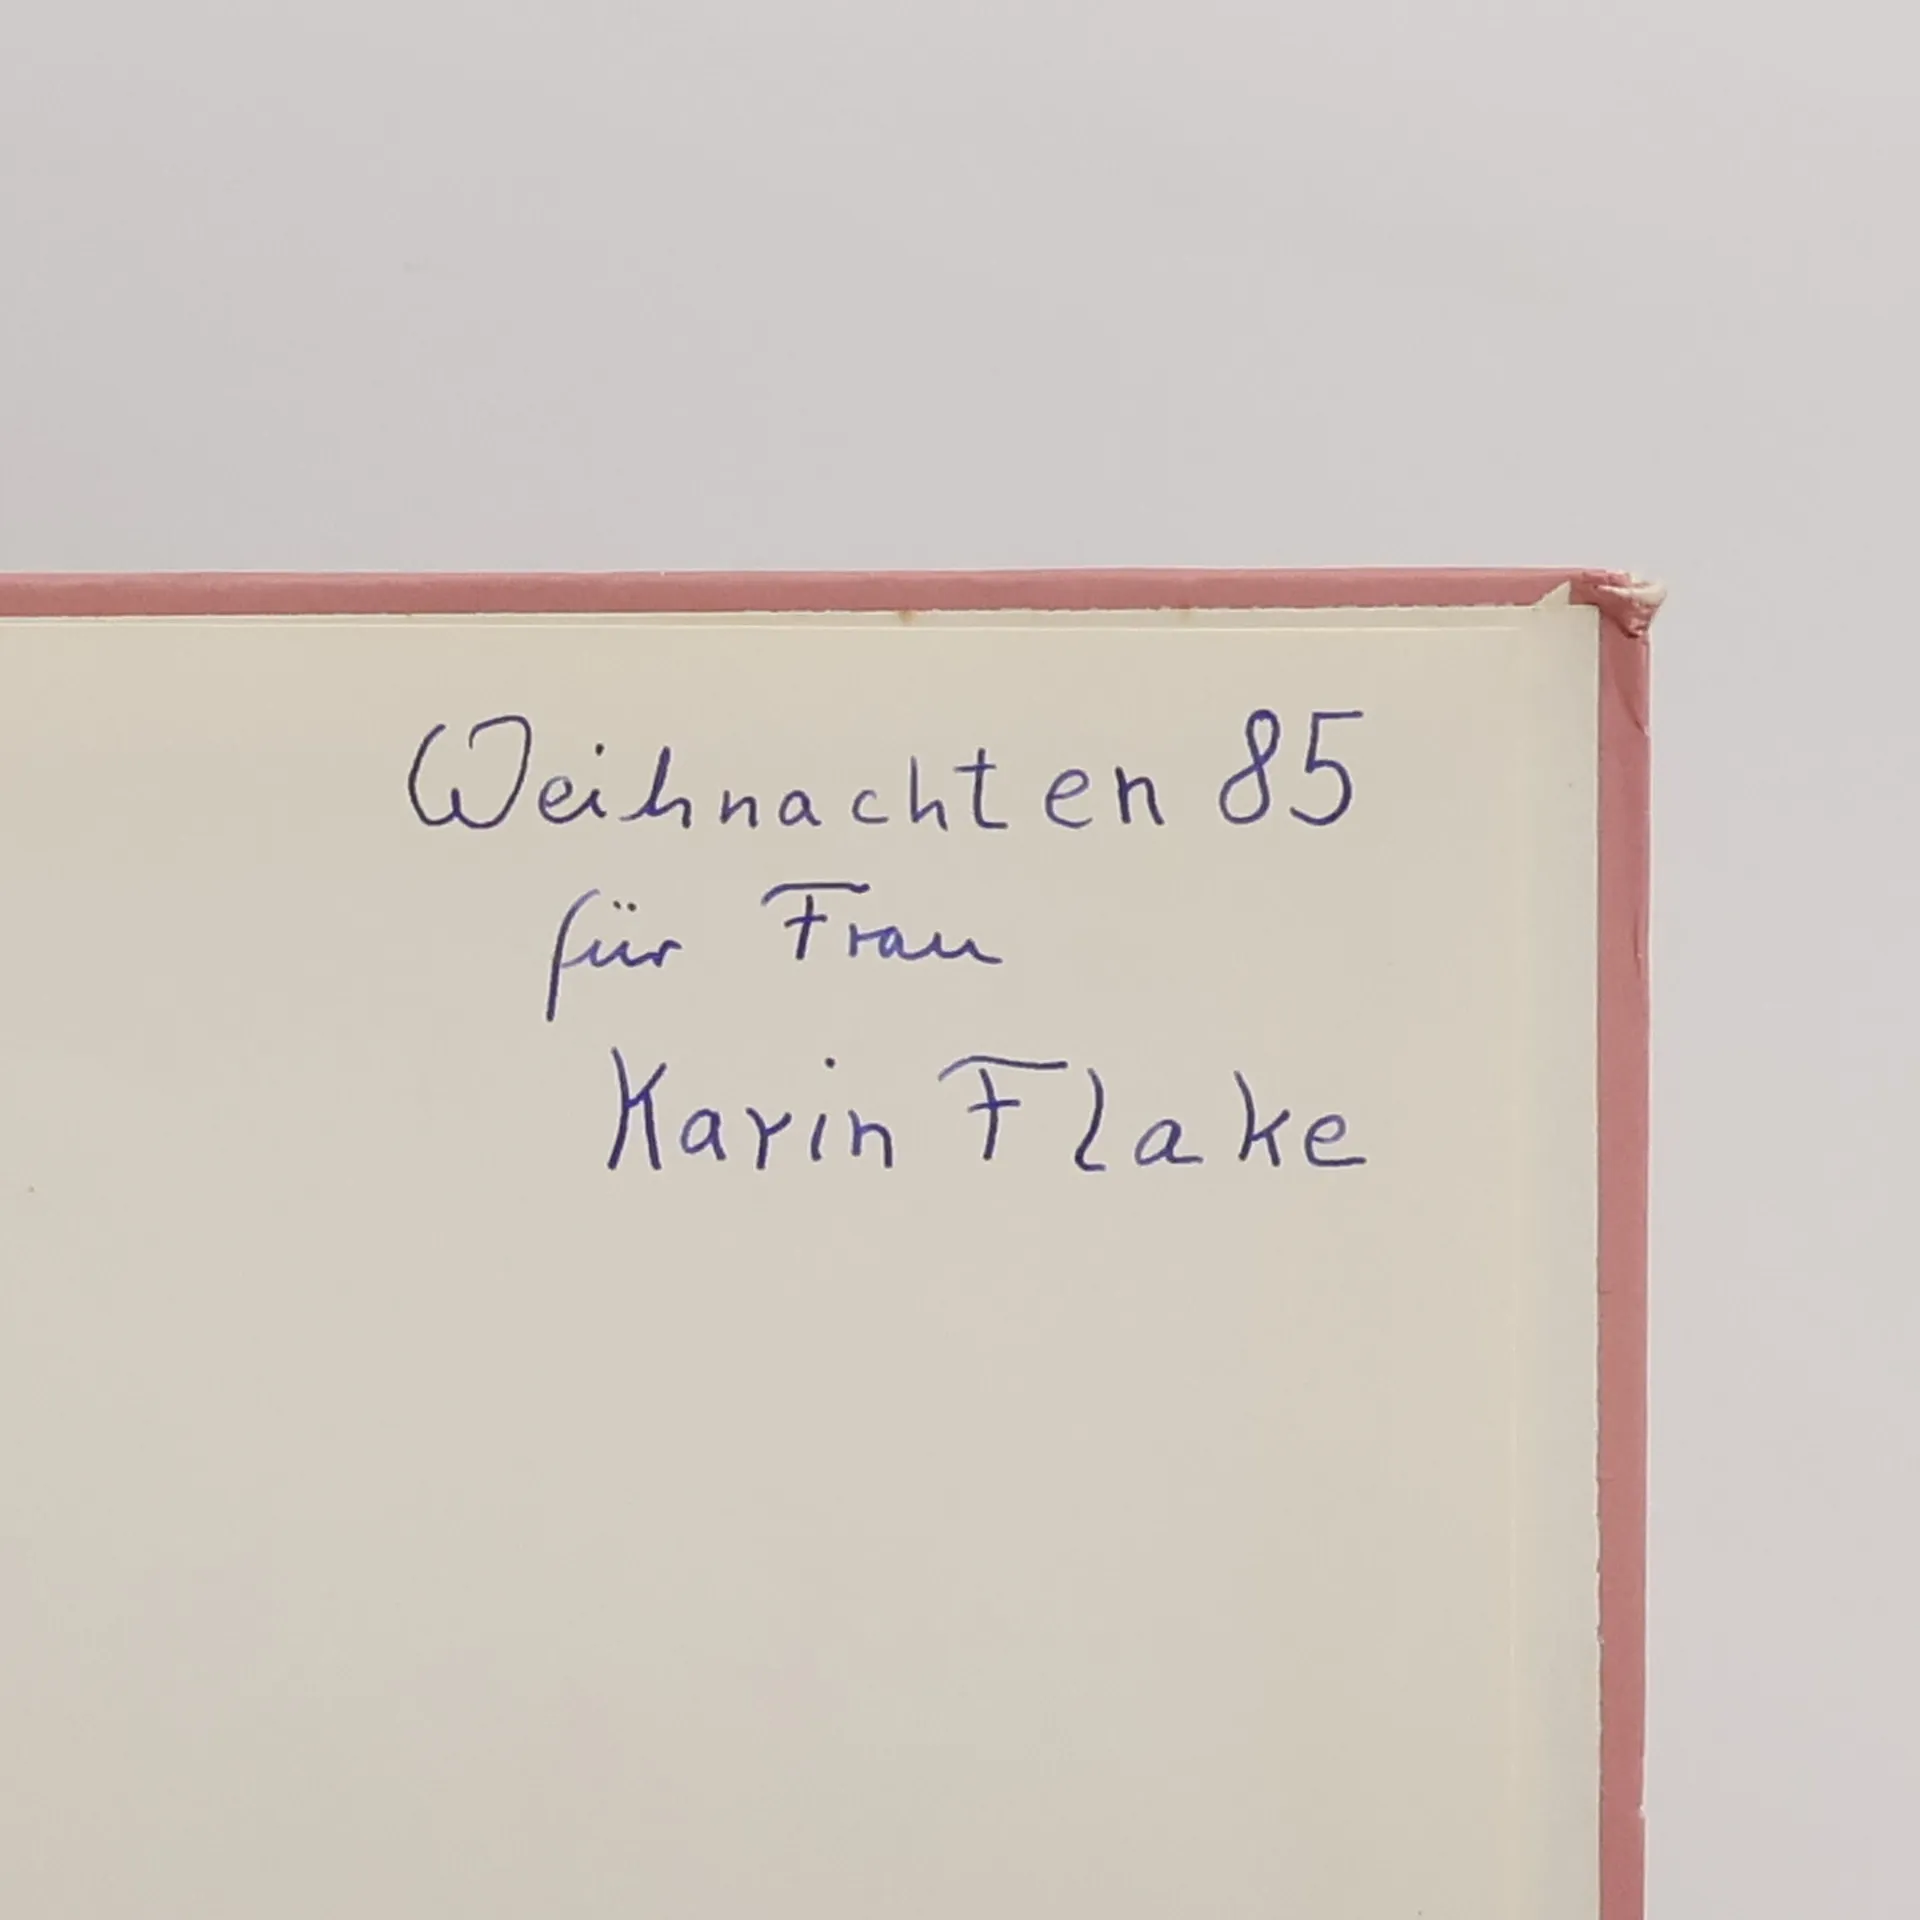 Weihnachten 85
für Frau
Karin Flake